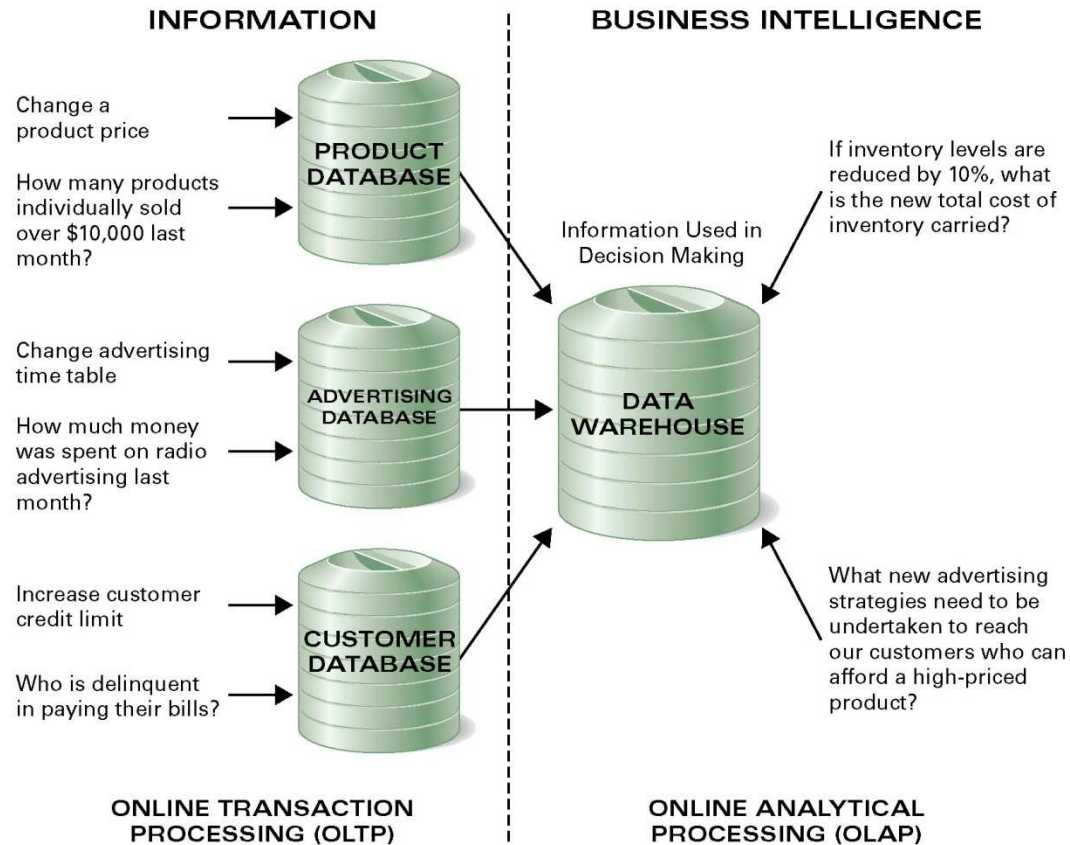 INFORMATION
BUSINESS INTELLIGENCE
Change a
product price
How many products
individually sold
over $10,000 last
month?
PRODUCT
DATABASE
Change advertising
time table
How much money
was spent on radio
advertising last
month?
ADVERTISING
DATABASE
Increase customer
credit limit
Who is delinquent
in paying their bills?
CUSTOMER
DATABASE
ONLINE TRANSACTION
PROCESSING (OLTP)
Information Used in
Decision Making
DATA
WAREHOUSE
If inventory levels are
reduced by 10%, what
is the new total cost of
inventory carried?
What new advertising
strategies need to be
undertaken to reach
our customers who can
afford a high-priced
product?
ONLINE ANALYTICAL
PROCESSING (OLAP)